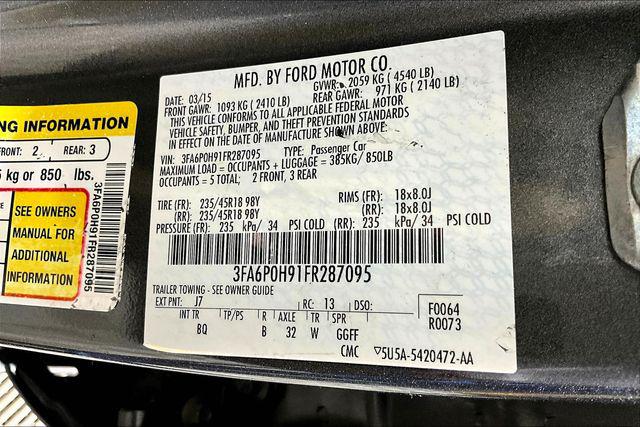 NG INFORMATION
FRONT: 2 REAR: 3
kg or 850 lbs.
SEE OWNERS
MANUAL FOR
ADDITIONAL
INFORMATION
3FA6P0H91FR287095
MFD. BY FORD MOTOR CO.
03/15 GVWR: 2059 KG (4540 LB)
FRONT GAWR: 1093 KG (2410 LB) REAR GAWR: 971 KG (2140 LB)
THIS VEHICLE CONFORMS TO ALL APPLICABLE FEDERAL MOTOR
VEHICLE SAFETY, BUMPER, AND THEFT PREVENTION STANDARDS
IN EFFECT ON THE DATE OF MANUFACTURE SHOWN ABOVE.
VIN: 3FA6P0H91FR287095 TYPE: Passenger Car
MAXIMUM LOAD = OCCUPANTS + LUGGAGE = 385KG/ 850LB
OCCUPANTS = 5 TOTAL; 2 FRONT, 3 REAR
TIRE (FR): 235/45R18 98Y RIMS (FR): 18x8.0J
(RR): 235/45R18 98Y (RR): 18x8.0J
PRESSURE (FR): 235 kPa/ 34 PSI COLD (RR): 235 kPa/ 34 PSI COLD
3FA6P0H91FR287095
TRAILER TOWING - SEE OWNER GUIDE
EXT PNT: J7 RC: 13 DSO: F0064
INT TR TP/PS R AXLE TR SPR R0073
BQ B 32 W GGFF
CMC ▽5U5A-5420472-AA